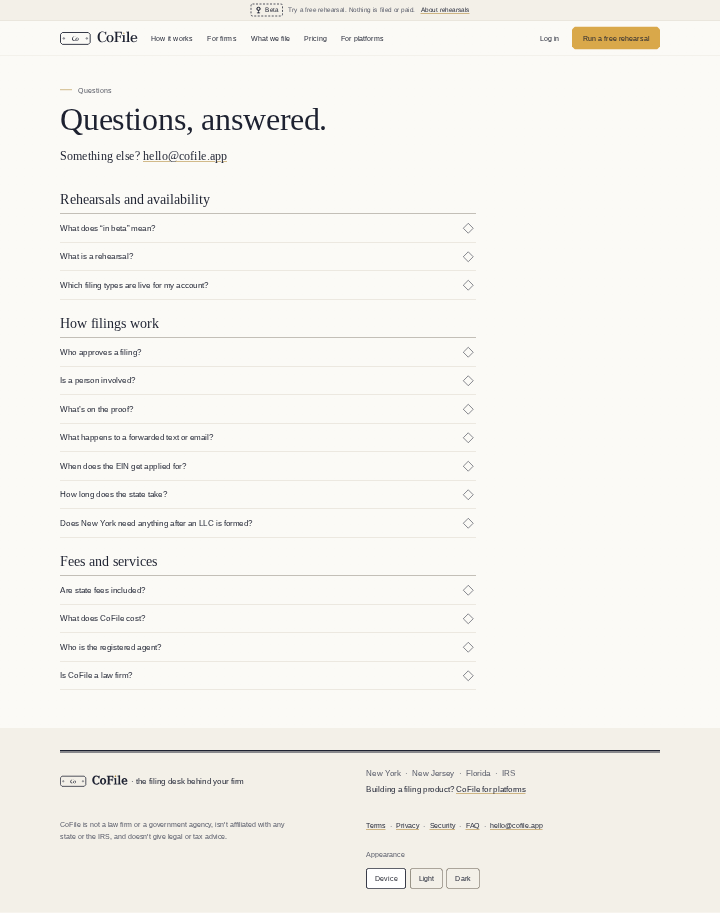 Beta Try a free rehearsal. Nothing is filed or paid. About rehearsals
Co CoFile How it works For firms What we file Pricing For platforms Log in Run a free rehearsal
Questions
Questions, answered.
Something else? hello@cofile.app
Rehearsals and availability
What does “in beta” mean?
What is a rehearsal?
Which filing types are live for my account?
How filings work
Who approves a filing?
Is a person involved?
What's on the proof?
What happens to a forwarded text or email?
When does the EIN get applied for?
How long does the state take?
Does New York need anything after an LLC is formed?
Fees and services
Are state fees included?
What does CoFile cost?
Who is the registered agent?
Is CoFile a law firm?
Co CoFile · the filing desk behind your firm
New York · New Jersey · Florida · IRS
Building a filing product? CoFile for platforms
CoFile is not a law firm or a government agency, isn't affiliated with any
state or the IRS, and doesn't give legal or tax advice.
Terms · Privacy · Security · FAQ · hello@cofile.app
Appearance
Device Light Dark